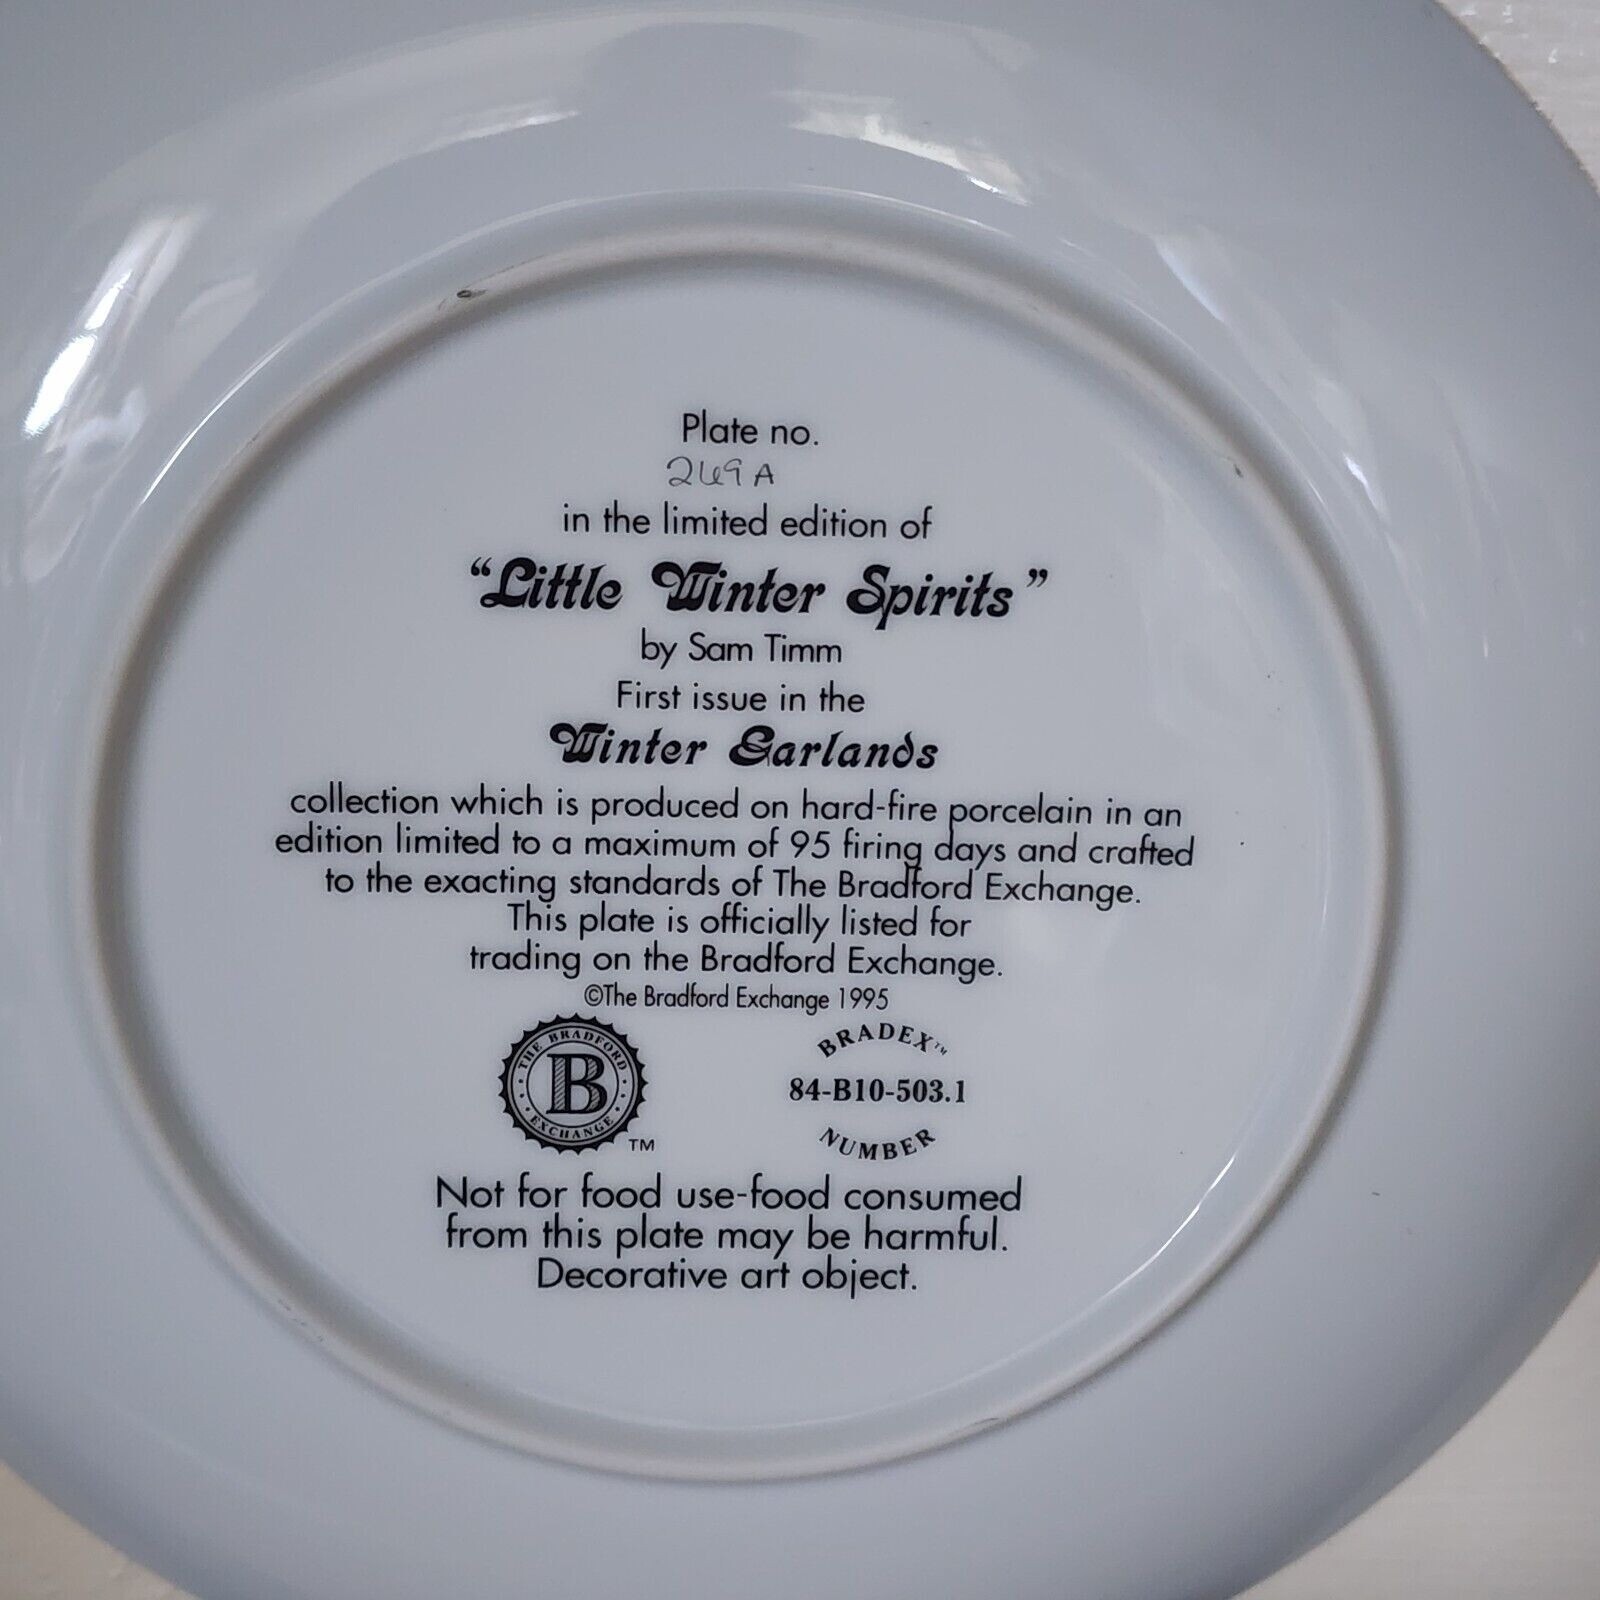 Plate no.
269A
in the limited edition of
“Little Winter Spirits”
by Sam Timm
First issue in the
Winter Garlands
collection which is produced on hard-fire porcelain in an
edition limited to a maximum of 95 firing days and crafted
to the exacting standards of The Bradford Exchange.
This plate is officially listed for
trading on the Bradford Exchange.
©The Bradford Exchange 1995
THE BRADFORD
B
EXCHANGE
TM
BRADEX™
84-B10-503.1
NUMBER
Not for food use-food consumed
from this plate may be harmful.
Decorative art object.